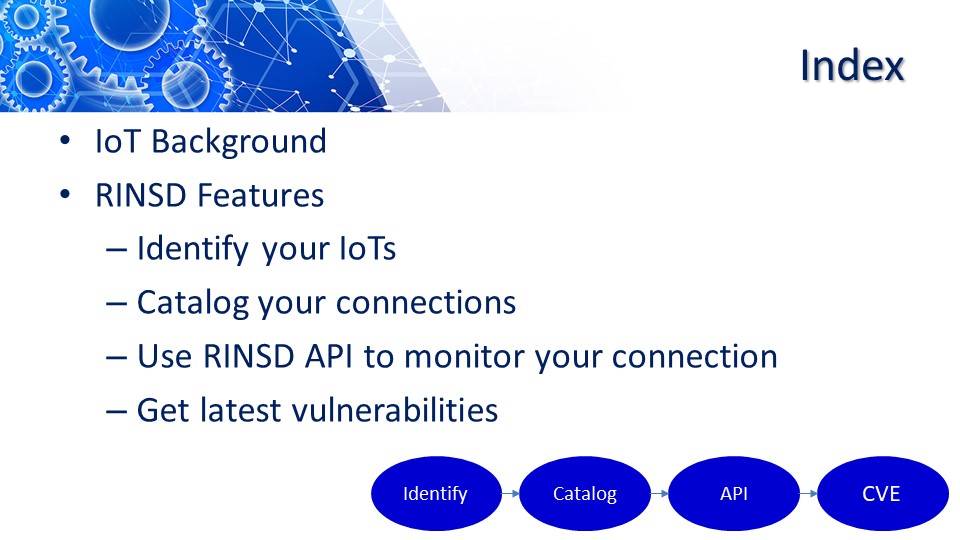 Index
• IoT Background
• RINSD Features
– Identify your IoTs
– Catalog your connections
– Use RINSD API to monitor your connection
– Get latest vulnerabilities
Identify Catalog API CVE